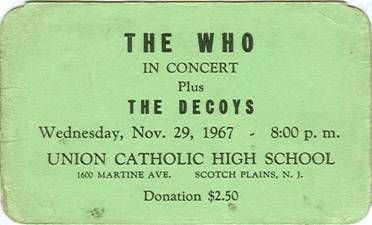 THE WHO
IN CONCERT
Plus
THE DECOYS
Wednesday, Nov. 29, 1967 - 8:00 p. m.
UNION CATHOLIC HIGH SCHOOL
1600 MARTINE AVE. SCOTCH PLAINS, N. J.
Donation $2.50